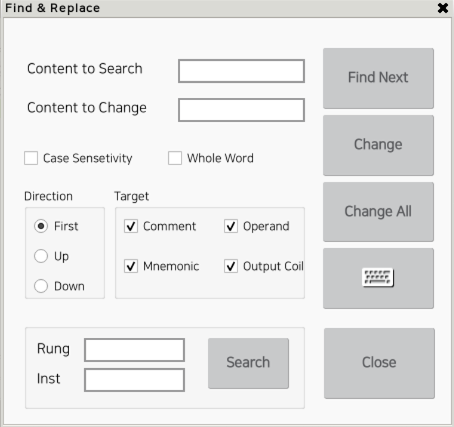 Find & Replace
Content to Search
Find Next
Content to Change
Change
Case Sensetivity
Whole Word
Direction
Target
Change All
First
Comment
Operand
Up
Mnemonic
Output Coil
Down
Rung
Search
Close
Inst